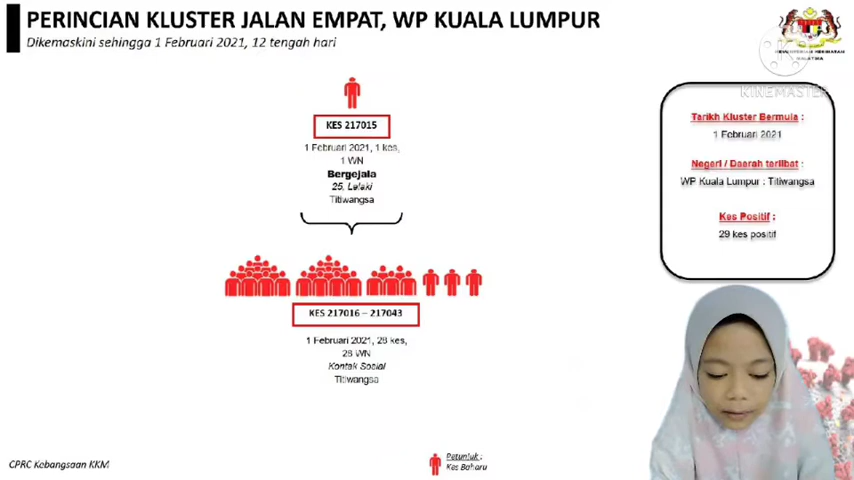 PERINCIAN KLUSTER JALAN EMPAT, WP KUALA LUMPUR
Dikemaskini sehingga 1 Februari 2021, 12 tengah hari
KES 217015
1 Februari 2021, 1 kes,
1 WN
Bergejala
25, Lelaki
Titiwangsa
KES 217016 – 217043
1 Februari 2021, 28 kes,
28 WN
Kontak Sosial
Titiwangsa
KINEMASTER
Tarikh Kluster Bermula :
1 Februari 2021
Negeri / Daerah terlibat :
WP Kuala Lumpur : Titiwangsa
Kes Positif :
29 kes positif
CPRC Kebangsaan KKM
Petunjuk :
Kes Baharu